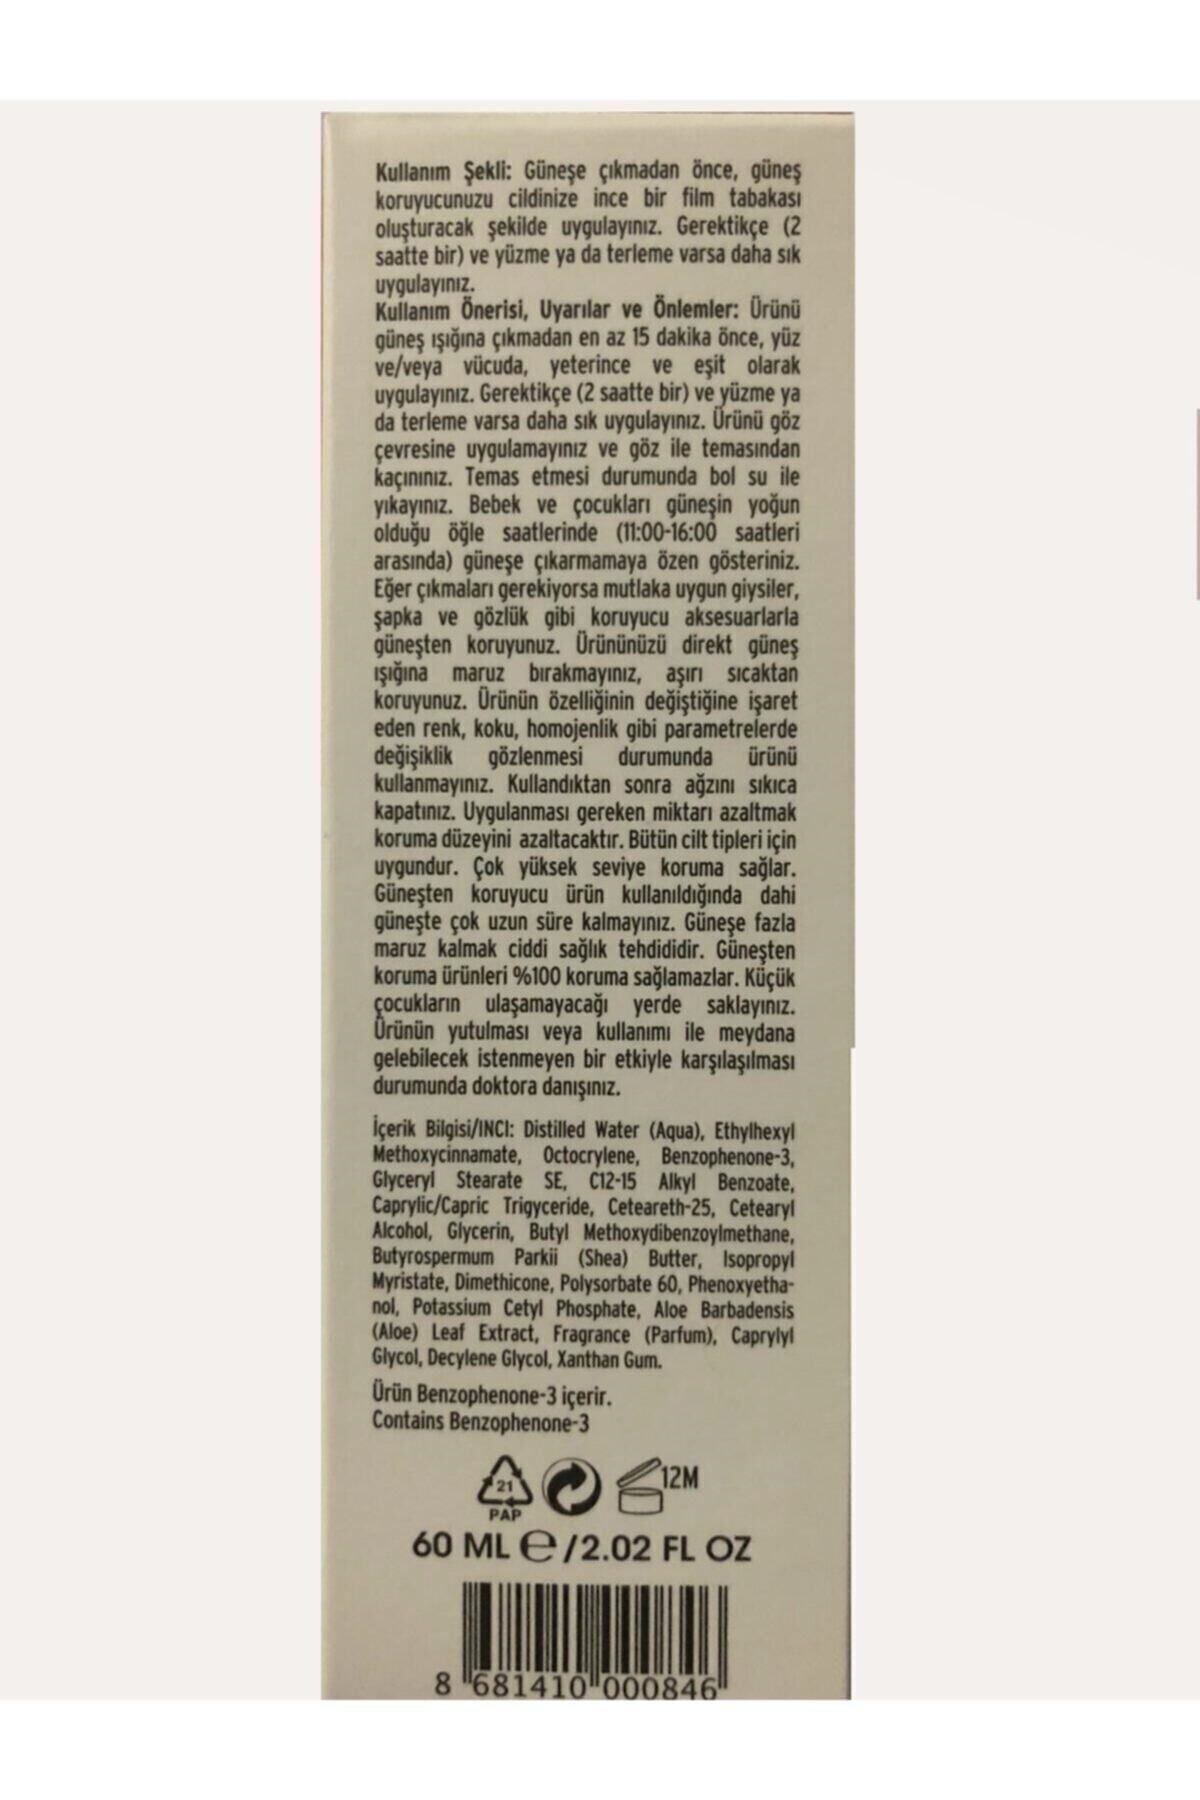 Kullanım Şekli: Güneşe çıkmadan önce, güneş
koruyucunuzu cildinize ince bir film tabakası
oluşturacak şekilde uygulayınız. Gerektikçe (2
saatte bir) ve yüzme ya da terleme varsa daha sık
uygulayınız.
Kullanım Önerisi, Uyarılar ve Önlemler: Ürünü
güneş ışığına çıkmadan en az 15 dakika önce, yüz
ve/veya vücuda, yeterince ve eşit olarak
uygulayınız. Gerektikçe (2 saatte bir) ve yüzme ya
da terleme varsa daha sık uygulayınız. Ürünü göz
çevresine uygulamayınız ve göz ile temasından
kaçınınız. Temas etmesi durumunda bol su ile
yıkayınız. Bebek ve çocukları güneşin yoğun
olduğu öğle saatlerinde (11:00-16:00 saatleri
arasında) güneşe çıkarmamaya özen gösteriniz.
Eğer çıkmaları gerekiyorsa mutlaka uygun giysiler,
şapka ve gözlük gibi koruyucu aksesuarlarla
güneşten koruyunuz. Ürününüzü direkt güneş
ışığına maruz bırakmayınız, aşırı sıcaktan
koruyunuz. Ürünün özelliğinin değiştiğine işaret
eden renk, koku, homojenlik gibi parametrelerde
değişiklik gözlenmesi durumunda ürünü
kullanmayınız. Kullandıktan sonra ağzını sıkıca
kapatınız. Uygulanması gereken miktarı azaltmak
koruma düzeyini azaltacaktır. Bütün cilt tipleri için
uygundur. Çok yüksek seviye koruma sağlar.
Güneşten koruyucu ürün kullanıldığında dahi
güneşte çok uzun süre kalmayınız. Güneşe fazla
maruz kalmak ciddi sağlık tehdididir. Güneşten
koruma ürünleri %100 koruma sağlamazlar. Küçük
çocukların ulaşamayacağı yerde saklayınız.
Ürünün yutulması veya kullanımı ile meydana
gelebilecek istenmeyen bir etkiyle karşılaşılması
durumunda doktora danışınız.
İçerik Bilgisi/INCI: Distilled Water (Aqua), Ethylhexyl
Methoxycinnamate, Octocrylene, Benzophenone-3,
Glyceryl Stearate SE, C12-15 Alkyl Benzoate,
Caprylic/Capric Trigyceride, Ceteareth-25, Cetearyl
Alcohol, Glycerin, Butyl Methoxydibenzoylmethane,
Butyrospermum Parkii (Shea) Butter, Isopropyl
Myristate, Dimethicone, Polysorbate 60, Phenoxyetha-
nol, Potassium Cetyl Phosphate, Aloe Barbadensis
(Aloe) Leaf Extract, Fragrance (Parfum), Caprylyl
Glycol, Decylene Glycol, Xanthan Gum.
Ürün Benzophenone-3 içerir.
Contains Benzophenone-3
21
PAP
12M
60 ML e/2.02 FL OZ
8 681410 000846